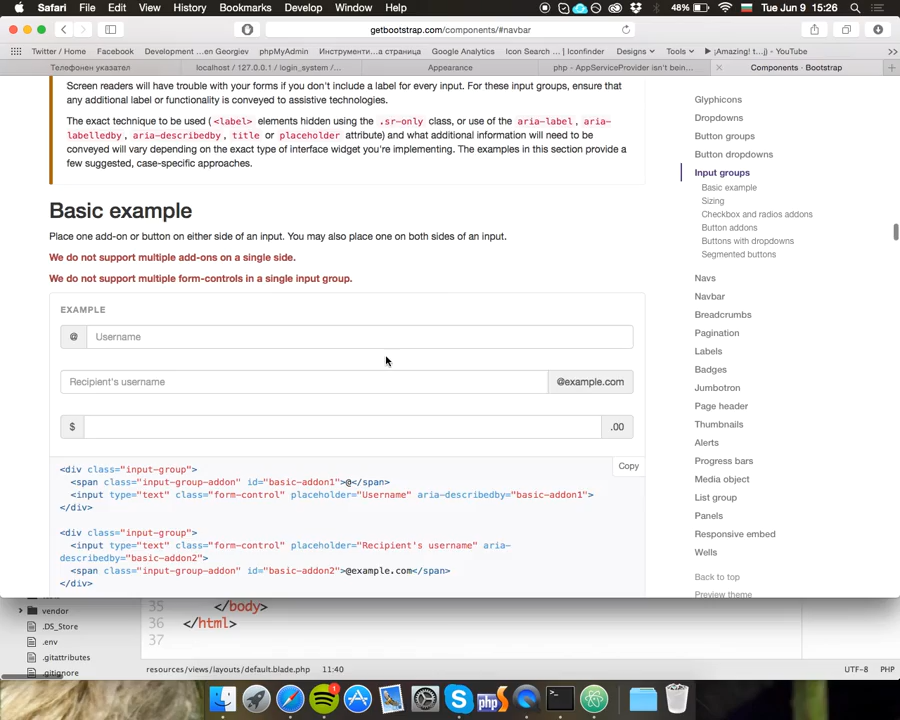 Safari File Edit View History Bookmarks Develop Window Help 48% Tue Jun 9 15:26
getbootstrap.com/components/#navbar
Twitter / Home Facebook Development ...en Georgiev phpMyAdmin Инструменти...а страница Google Analytics Icon Search ... | Iconfinder Designs Tools ▶ ¡Amazing! t...j) - YouTube
Телефонен указател localhost / 127.0.0.1 / login_system /... Appearance php - AppServiceProvider isn't bein... Components · Bootstrap
Screen readers will have trouble with your forms if you don't include a label for every input. For these input groups, ensure that
any additional label or functionality is conveyed to assistive technologies.
The exact technique to be used ( <label> elements hidden using the .sr-only class, or use of the aria-label, aria-
labelledby, aria-describedby, title or placeholder attribute) and what additional information will need to be
conveyed will vary depending on the exact type of interface widget you're implementing. The examples in this section provide a
few suggested, case-specific approaches.
Basic example
Place one add-on or button on either side of an input. You may also place one on both sides of an input.
We do not support multiple add-ons on a single side.
We do not support multiple form-controls in a single input group.
EXAMPLE
@ Username
Recipient's username @example.com
$ .00
Copy
<div class="input-group">
<span class="input-group-addon" id="basic-addon1">@</span>
<input type="text" class="form-control" placeholder="Username" aria-describedby="basic-addon1">
</div>
<div class="input-group">
<input type="text" class="form-control" placeholder="Recipient's username" aria-
describedby="basic-addon2">
<span class="input-group-addon" id="basic-addon2">@example.com</span>
</div>
Glyphicons
Dropdowns
Button groups
Button dropdowns
Input groups
Basic example
Sizing
Checkbox and radios addons
Button addons
Buttons with dropdowns
Segmented buttons
Navs
Navbar
Breadcrumbs
Pagination
Labels
Badges
Jumbotron
Page header
Thumbnails
Alerts
Progress bars
Media object
List group
Panels
Responsive embed
Wells
Back to top
Preview theme
vendor
.DS_Store
.env
.gitattributes
.gitignore
35 </body>
36 </html>
37
resources/views/layouts/default.blade.php 11:40 UTF-8 PHP
1
php